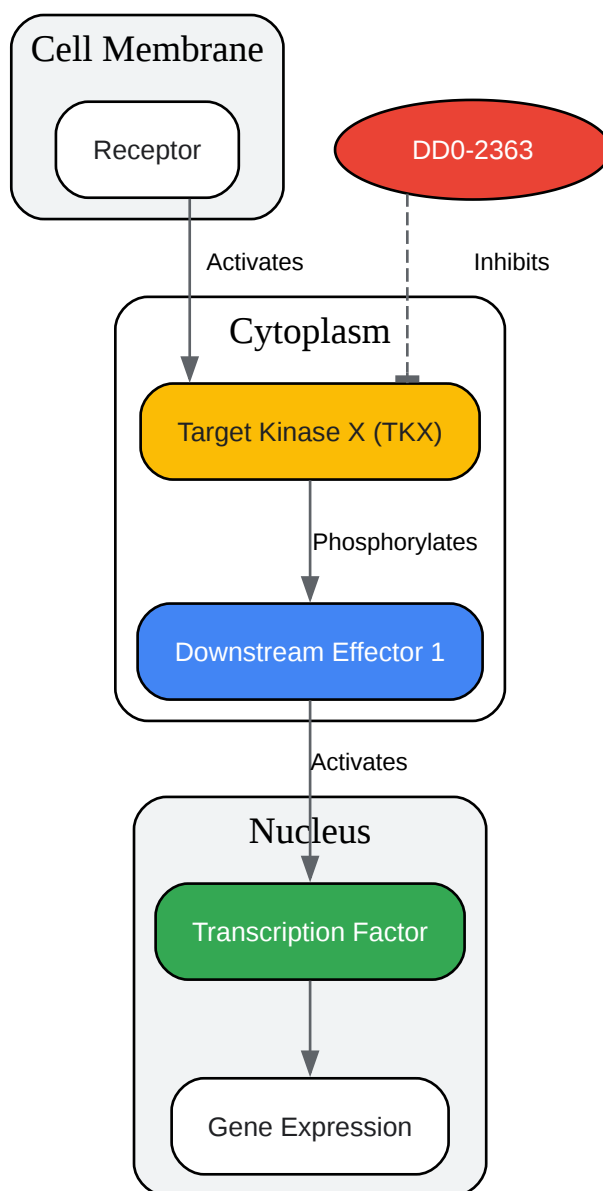 Cell Membrane
Receptor
DD0-2363
Activates
Inhibits
Cytoplasm
Target Kinase X (TKX)
Phosphorylates
Downstream Effector 1
Activates
Nucleus
Transcription Factor
Gene Expression